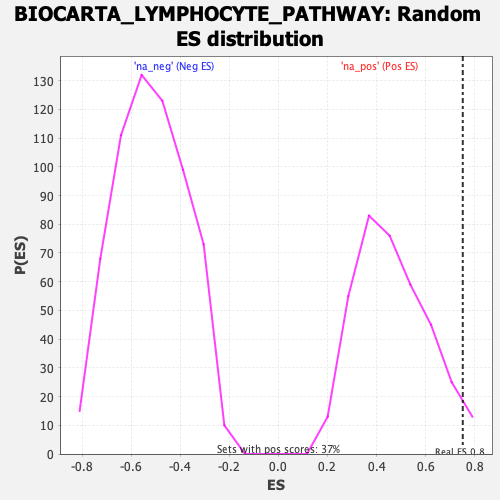 BIOCARTA_LYMPHOCYTE_PATHWAY: Random
ES distribution
'na_neg' (Neg ES)
'na_pos' (Pos ES)
P(ES)
130
120
110
100
90
80
70
60
50
40
30
20
10
0
Sets with pos scores: 37%
Real ES 0.8
-0.8
-0.6
-0.4
-0.2
0.0
0.2
0.4
0.6
0.8
ES